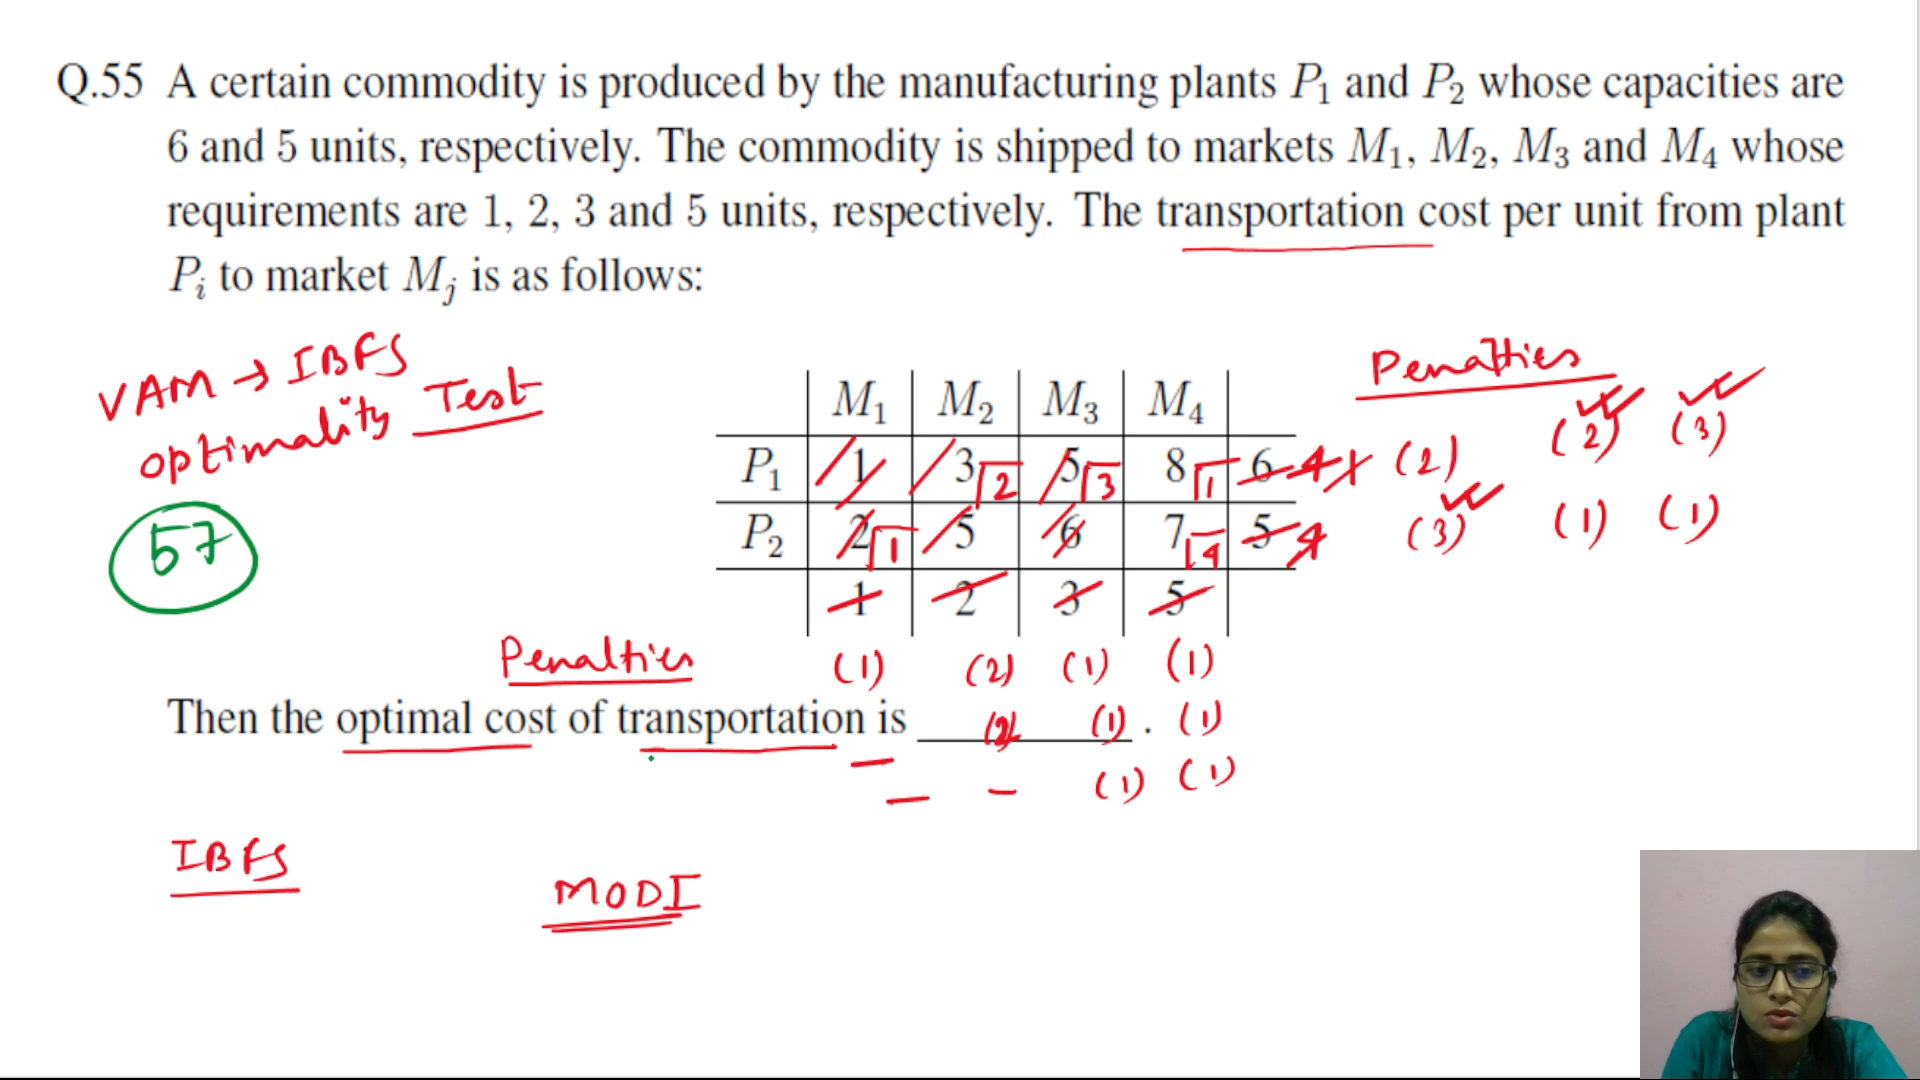 Q.55 A certain commodity is produced by the manufacturing plants P₁ and P₂ whose capacities are
6 and 5 units, respectively. The commodity is shipped to markets M₁, M₂, M₃ and M₄ whose
requirements are 1, 2, 3 and 5 units, respectively. The transportation cost per unit from plant
Pᵢ to market Mⱼ is as follows:
VAM → IBFS
optimality Test
57
Penalties
M₁ M₂ M₃ M₄ (2) (3)
P₁ 1 3 2 5 3 8 1 6 4 (2)
P₂ 2 1 5 6 7 4 5 4 (3) (1) (1)
1 2 3 5
Penalties (1) (2) (1) (1)
Then the optimal cost of transportation is ________. (2) (1) (1)
– – – (1) (1)
IBFS
MODI